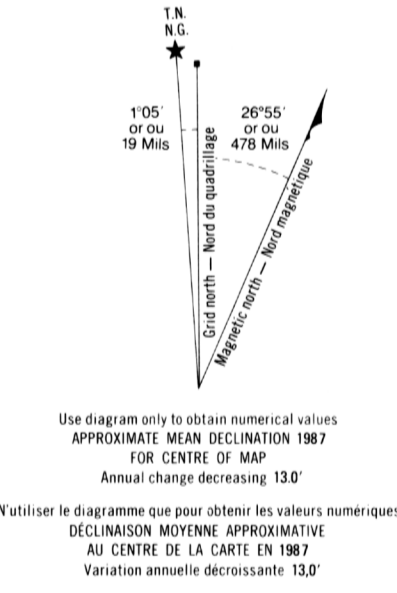 T.N.
N.G.
1°05'
or ou
19 Mils
26°55'
or ou
478 Mils
Grid north — Nord du quadrillage
Magnetic north — Nord magnétique
Use diagram only to obtain numerical values
APPROXIMATE MEAN DECLINATION 1987
FOR CENTRE OF MAP
Annual change decreasing 13.0'
N'utiliser le diagramme que pour obtenir les valeurs numériques
DÉCLINAISON MOYENNE APPROXIMATIVE
AU CENTRE DE LA CARTE EN 1987
Variation annuelle décroissante 13,0'